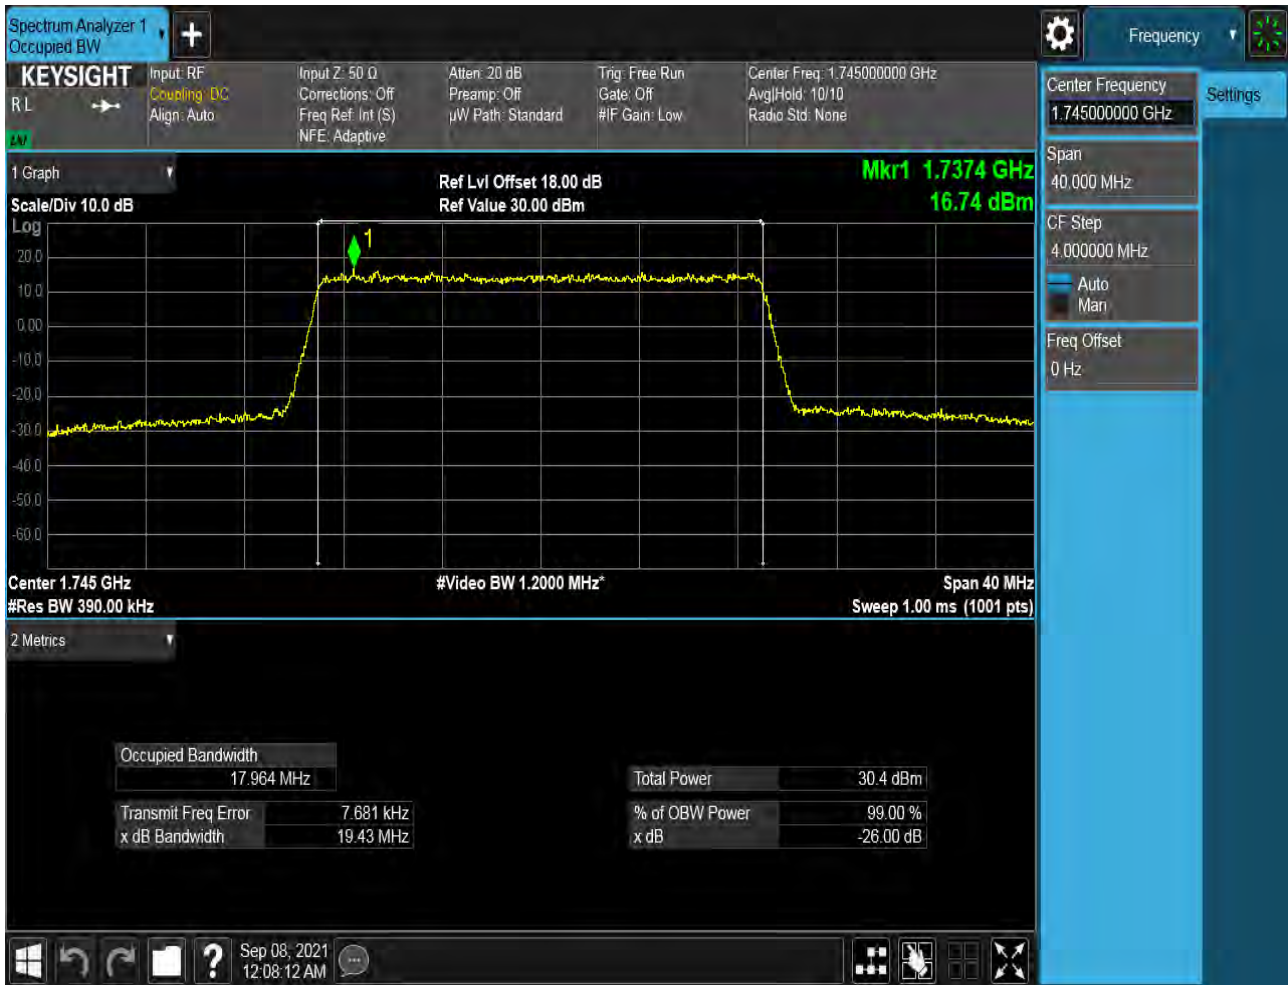 Spectrum Analyzer 1
Occupied BW
Frequency
KEYSIGHT
R L
Input: RF
Coupling: DC
Align: Auto
Input Z: 50 Ω
Corrections: Off
Freq Ref: Int (S)
NFE: Adaptive
Atten: 20 dB
Preamp: Off
µW Path: Standard
Trig: Free Run
Gate: Off
#IF Gain: Low
Center Freq: 1.745000000 GHz
Avg|Hold: 10/10
Radio Std: None
Center Frequency
1.745000000 GHz
Settings
Span
40.000 MHz
CF Step
4.000000 MHz
Auto
Man
Freq Offset
0 Hz
1 Graph
Scale/Div 10.0 dB
Ref Lvl Offset 18.00 dB
Ref Value 30.00 dBm
Mkr1 1.7374 GHz
16.74 dBm
Log
1
20.0
10.0
0.00
-10.0
-20.0
-30.0
-40.0
-50.0
-60.0
Center 1.745 GHz
#Video BW 1.2000 MHz*
Span 40 MHz
#Res BW 390.00 kHz
Sweep 1.00 ms (1001 pts)
2 Metrics
Occupied Bandwidth
17.964 MHz
Total Power 30.4 dBm
Transmit Freq Error 7.681 kHz
% of OBW Power 99.00 %
x dB Bandwidth 19.43 MHz
x dB -26.00 dB
?
Sep 08, 2021
12:08:12 AM